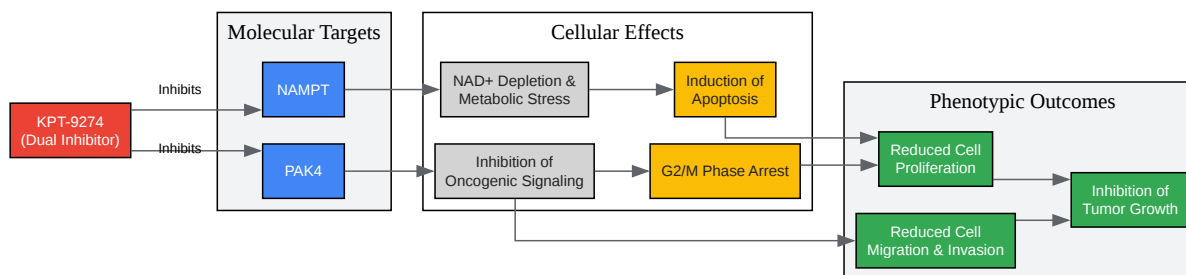 KPT-9274
(Dual Inhibitor)
Inhibits
Inhibits
Molecular Targets
NAMPT
PAK4
Cellular Effects
NAD+ Depletion &
Metabolic Stress
Induction of
Apoptosis
Inhibition of
Oncogenic Signaling
G2/M Phase Arrest
Phenotypic Outcomes
Reduced Cell
Proliferation
Reduced Cell
Migration & Invasion
Inhibition of
Tumor Growth